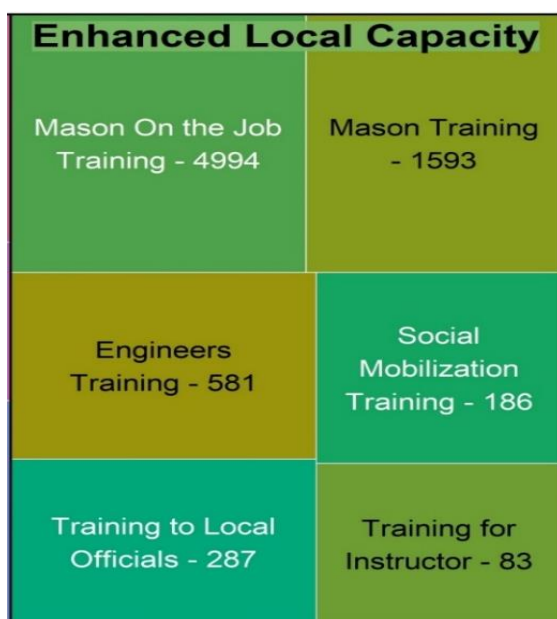 Enhanced Local Capacity
Mason On the Job
Training - 4994
Mason Training
- 1593
Engineers
Training - 581
Social
Mobilization
Training - 186
Training to Local
Officials - 287
Training for
Instructor - 83